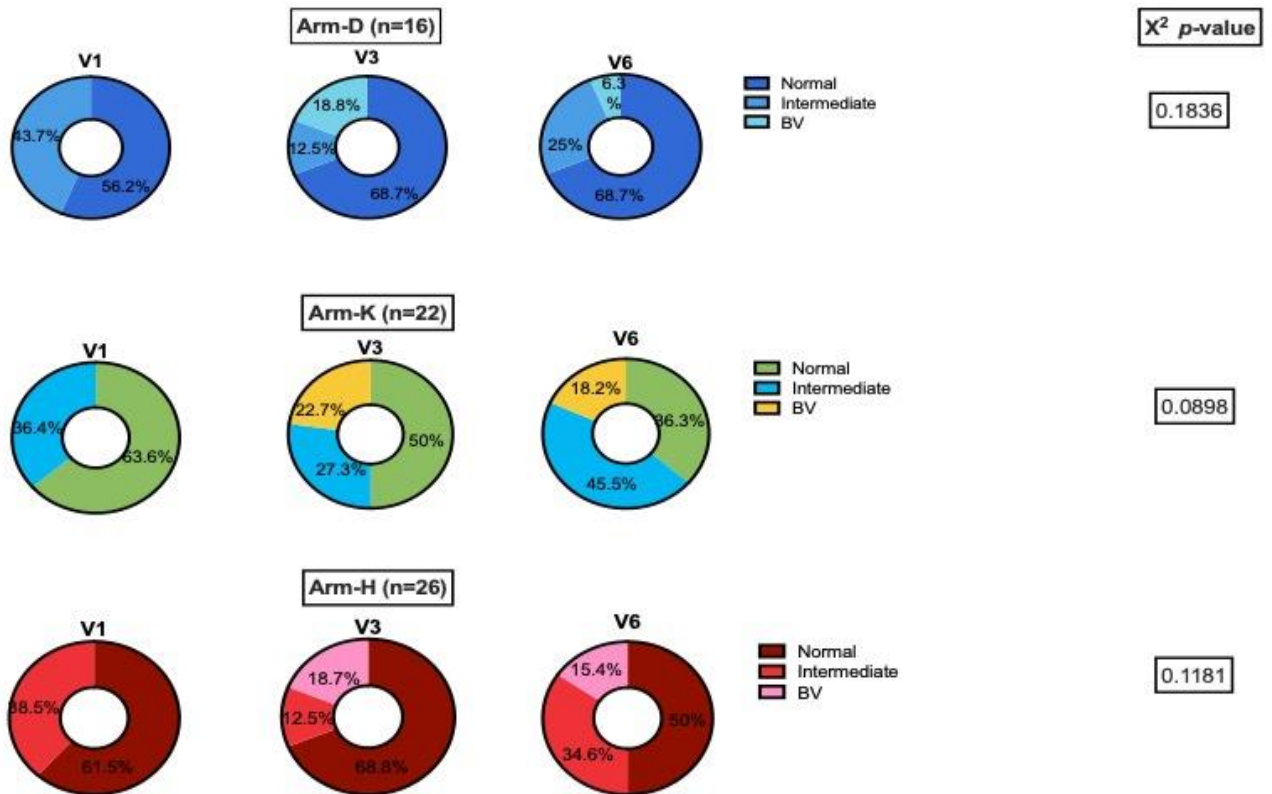 Arm-D (n=16)
X² p-value
V1
V3
V6
43.7%
56.2%
18.8%
12.5%
68.7%
6.3
%
25%
68.7%
Normal
Intermediate
BV
0.1836
Arm-K (n=22)
V1
V3
V6
36.4%
63.6%
22.7%
27.3%
50%
18.2%
36.3%
45.5%
Normal
Intermediate
BV
0.0898
Arm-H (n=26)
V1
V3
V6
38.5%
61.5%
18.7%
12.5%
68.8%
15.4%
34.6%
50%
Normal
Intermediate
BV
0.1181